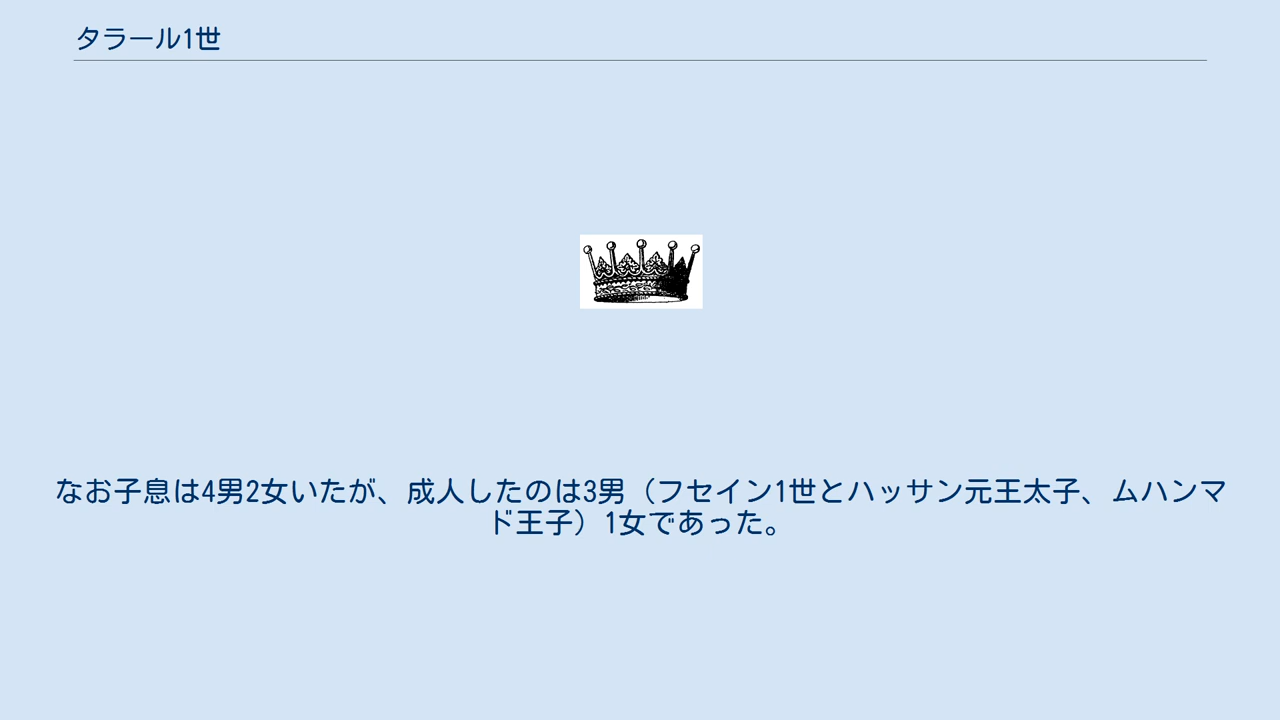 タラール1世
なお子息は4男2女いたが、成人したのは3男（フセイン1世とハッサン元王太子、ムハンマ
ド王子）1女であった。